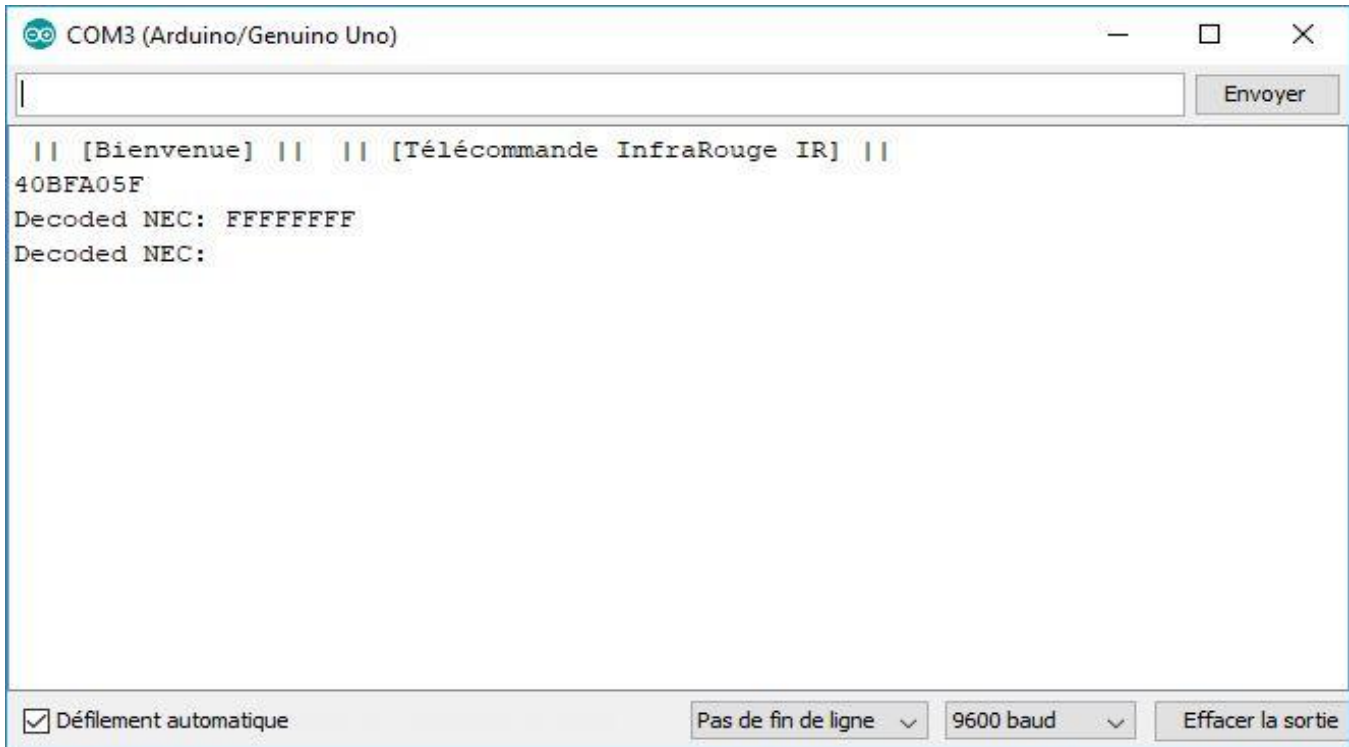 COM3 (Arduino/Genuino Uno)
Envoyer
|| [Bienvenue] ||  || [Télécommande InfraRouge IR] ||
40BFA05F
Decoded NEC: FFFFFFFF
Decoded NEC:
Défilement automatique
Pas de fin de ligne
9600 baud
Effacer la sortie